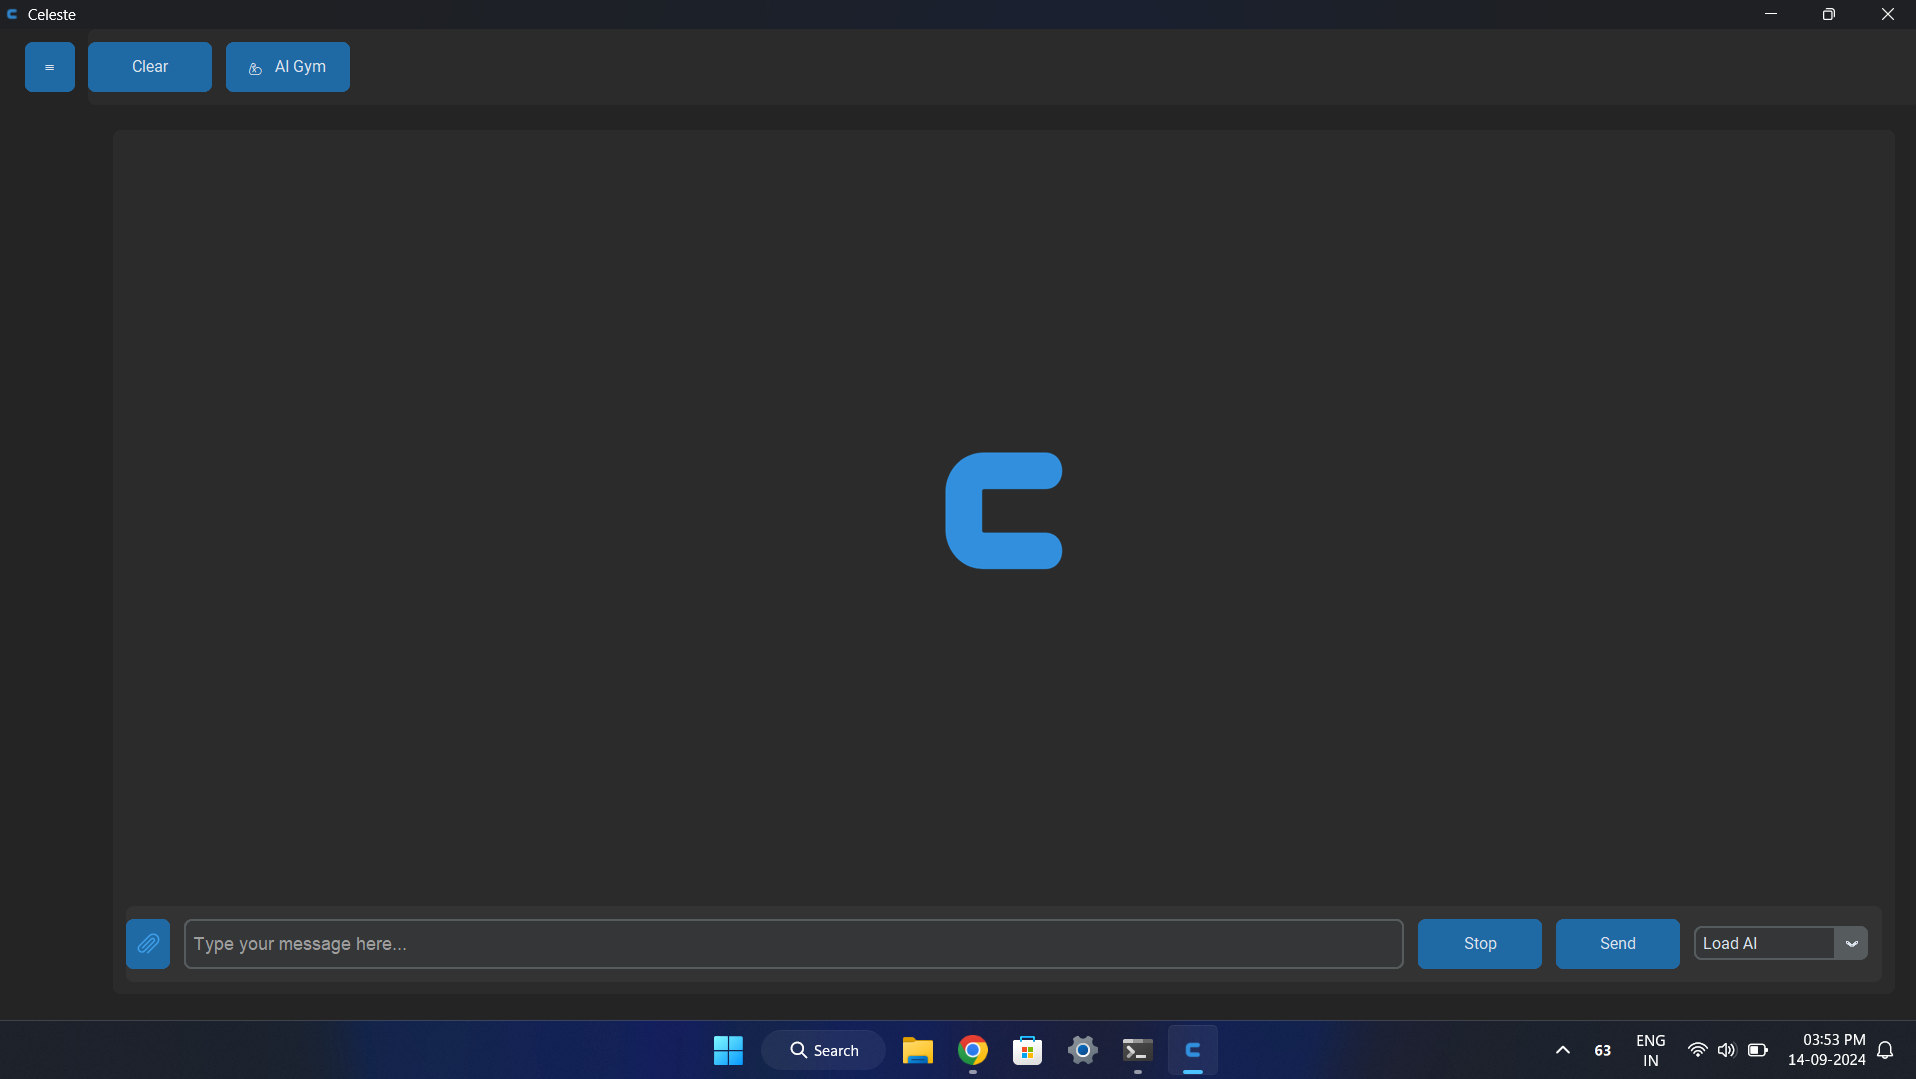 Celeste
Clear
AI Gym
Type your message here...
Stop
Send
Load AI
Search
63
ENG
IN
03:53 PM
14-09-2024